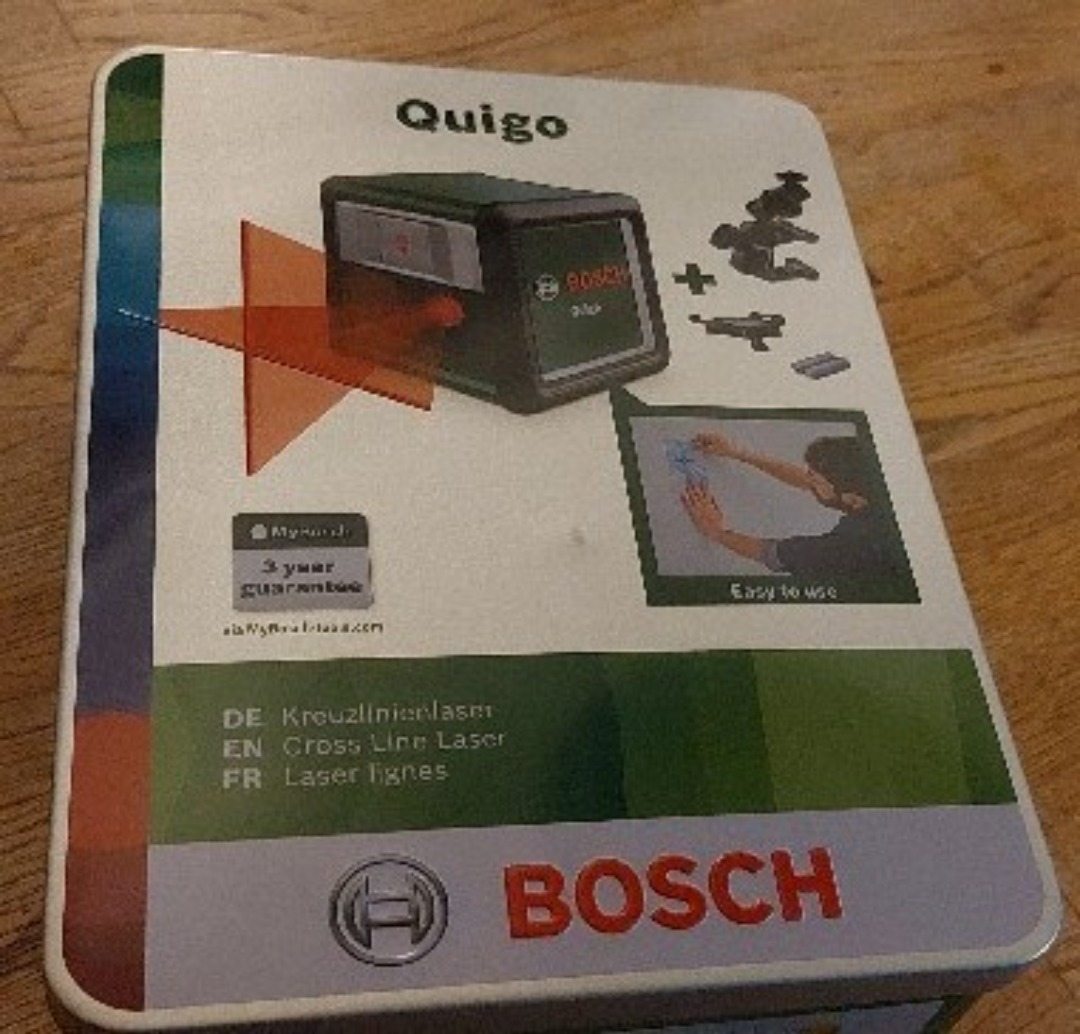 Quigo
BOSCH
3 year
guarantee
Easy to use
DE Kreuzlinienlaser
EN Cross Line Laser
FR Laser lignes
BOSCH